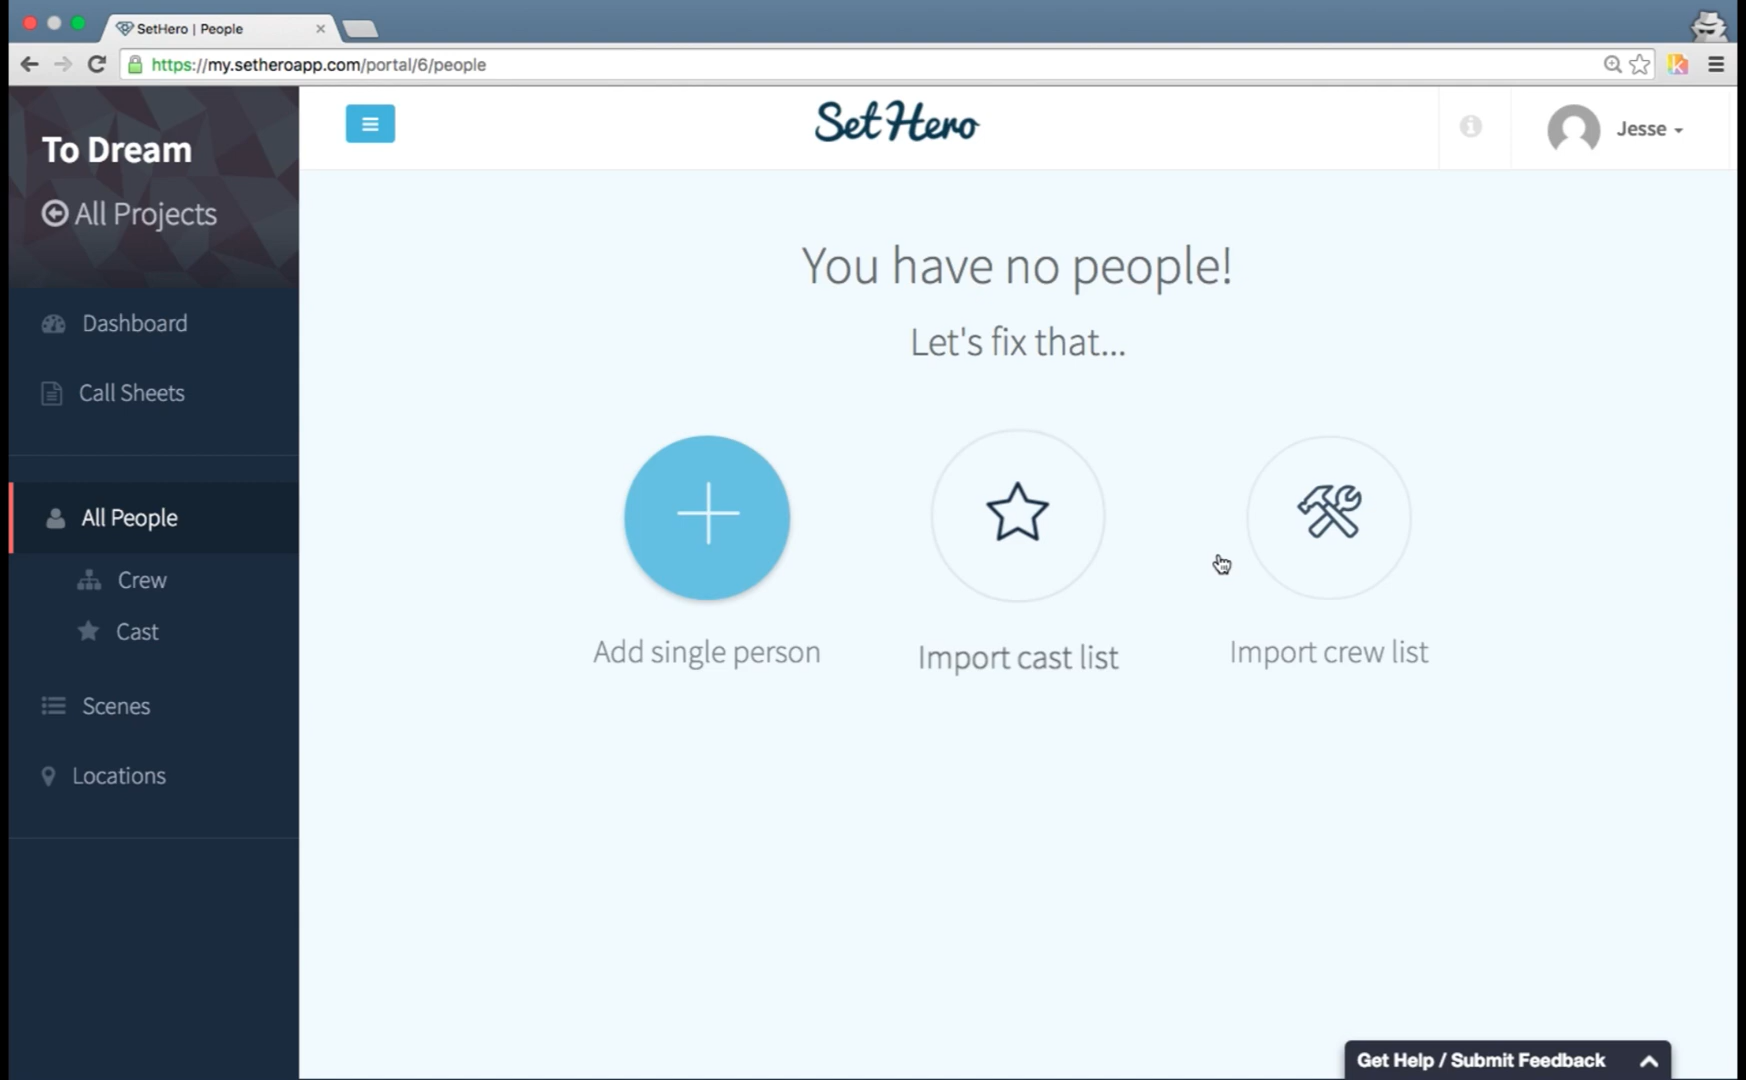 SetHero | People
https://my.setheroapp.com/portal/6/people
To Dream
All Projects
Dashboard
Call Sheets
All People
Crew
Cast
Scenes
Locations
SetHero
Jesse
You have no people!
Let's fix that...
Add single person
Import cast list
Import crew list
Get Help / Submit Feedback